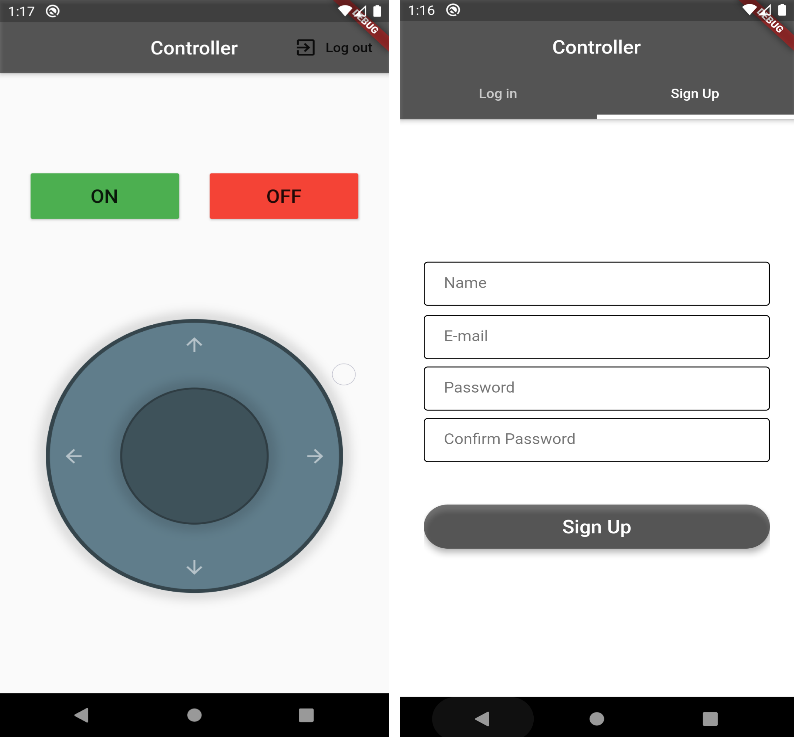 1:17
DEBUG
Controller
Log out
ON
OFF
1:16
DEBUG
Controller
Log in
Sign Up
Name
E-mail
Password
Confirm Password
Sign Up